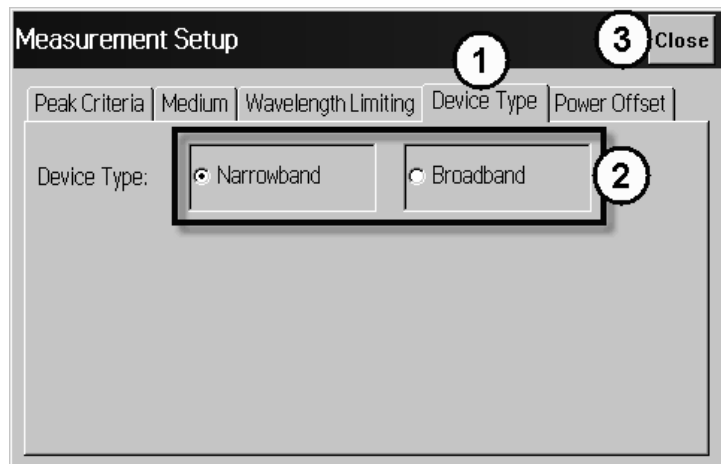 Measurement Setup
1
3
Close
Peak Criteria Medium Wavelength Limiting Device Type Power Offset
Device Type: Narrowband Broadband
2